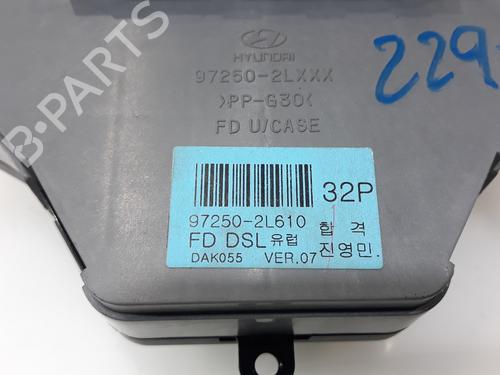 HYUNDAI
97250-2LXXX
>PP-G30<
FD U/CASE
229
32P
97250-2L610
FD DSL 유럽 합 격
DAK055 VER.07 진영민.
B-PARTS